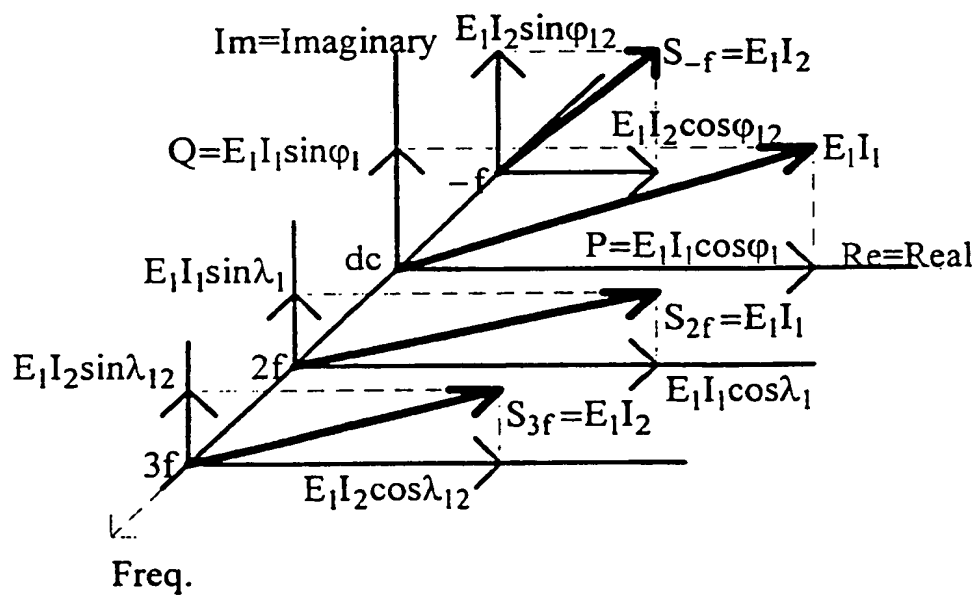 Im=Imaginary
E₁I₂sinφ₁₂
S₋f=E₁I₂
E₁I₂cosφ₁₂
Q=E₁I₁sinφ₁
E₁I₁
−f
dc
P=E₁I₁cosφ₁
Re=Real
E₁I₁sinλ₁
S₂f=E₁I₁
2f
E₁I₁cosλ₁
E₁I₂sinλ₁₂
S₃f=E₁I₂
3f
E₁I₂cosλ₁₂
Freq.